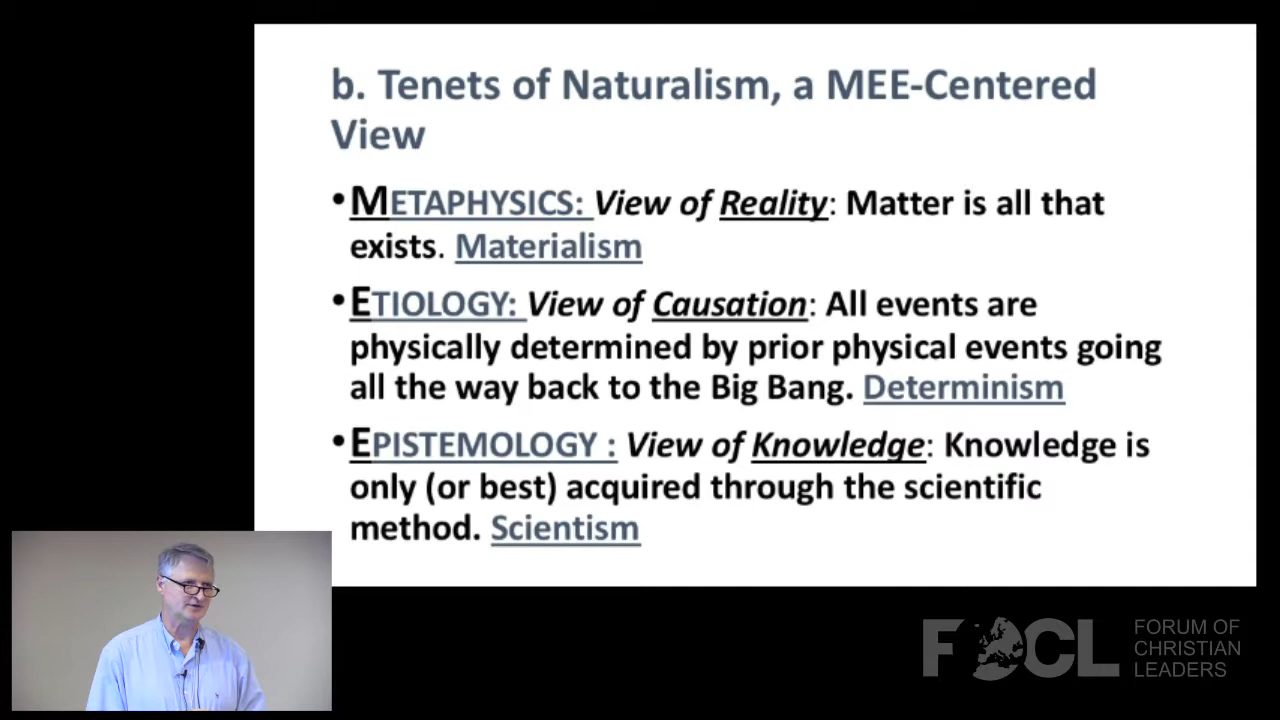 b. Tenets of Naturalism, a MEE-Centered
View
•METAPHYSICS: View of Reality: Matter is all that
exists. Materialism
•ETIOLOGY: View of Causation: All events are
physically determined by prior physical events going
all the way back to the Big Bang. Determinism
•EPISTEMOLOGY : View of Knowledge: Knowledge is
only (or best) acquired through the scientific
method. Scientism
FOCL
FORUM OF
CHRISTIAN
LEADERS